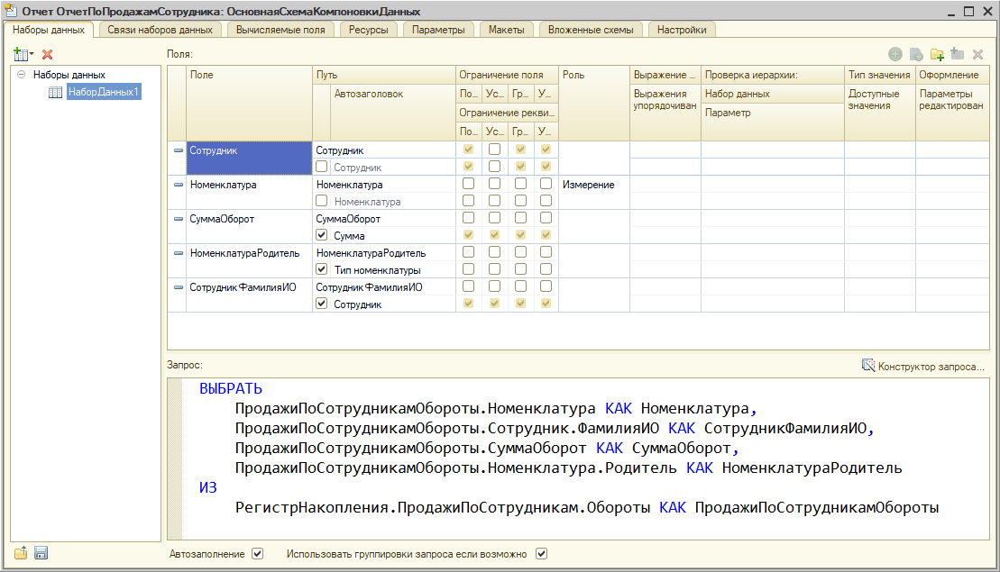 Отчет ОтчетПоПродажамСотрудника: ОсновнаяСхемаКомпоновкиДанных
Наборы данных Связи наборов данных Вычисляемые поля Ресурсы Параметры Макеты Вложенные схемы Настройки
Поля:
Наборы данных
НаборДанных1
Поле Путь Ограничение поля Роль Выражение ... Проверка иерархии: Тип значения Оформление
Автозаголовок По... Ус... Гр... У... Выражения упорядочиван Набор данных Доступные значения Параметры редактирован
Ограничение рекви... Параметр
По... Ус... Гр... У...
Сотрудник Сотрудник
Сотрудник
Номенклатура Номенклатура Измерение
Номенклатура
СуммаОборот СуммаОборот
Сумма
НоменклатураРодитель НоменклатураРодитель
Тип номенклатуры
СотрудникФамилияИО СотрудникФамилияИО
Сотрудник
Запрос: Конструктор запроса...
ВЫБРАТЬ
ПродажиПоСотрудникамОбороты.Номенклатура КАК Номенклатура,
ПродажиПоСотрудникамОбороты.Сотрудник.ФамилияИО КАК СотрудникФамилияИО,
ПродажиПоСотрудникамОбороты.СуммаОборот КАК СуммаОборот,
ПродажиПоСотрудникамОбороты.Номенклатура.Родитель КАК НоменклатураРодитель
ИЗ
РегистрНакопления.ПродажиПоСотрудникам.Обороты КАК ПродажиПоСотрудникамОбороты
Автозаполнение Использовать группировки запроса если возможно